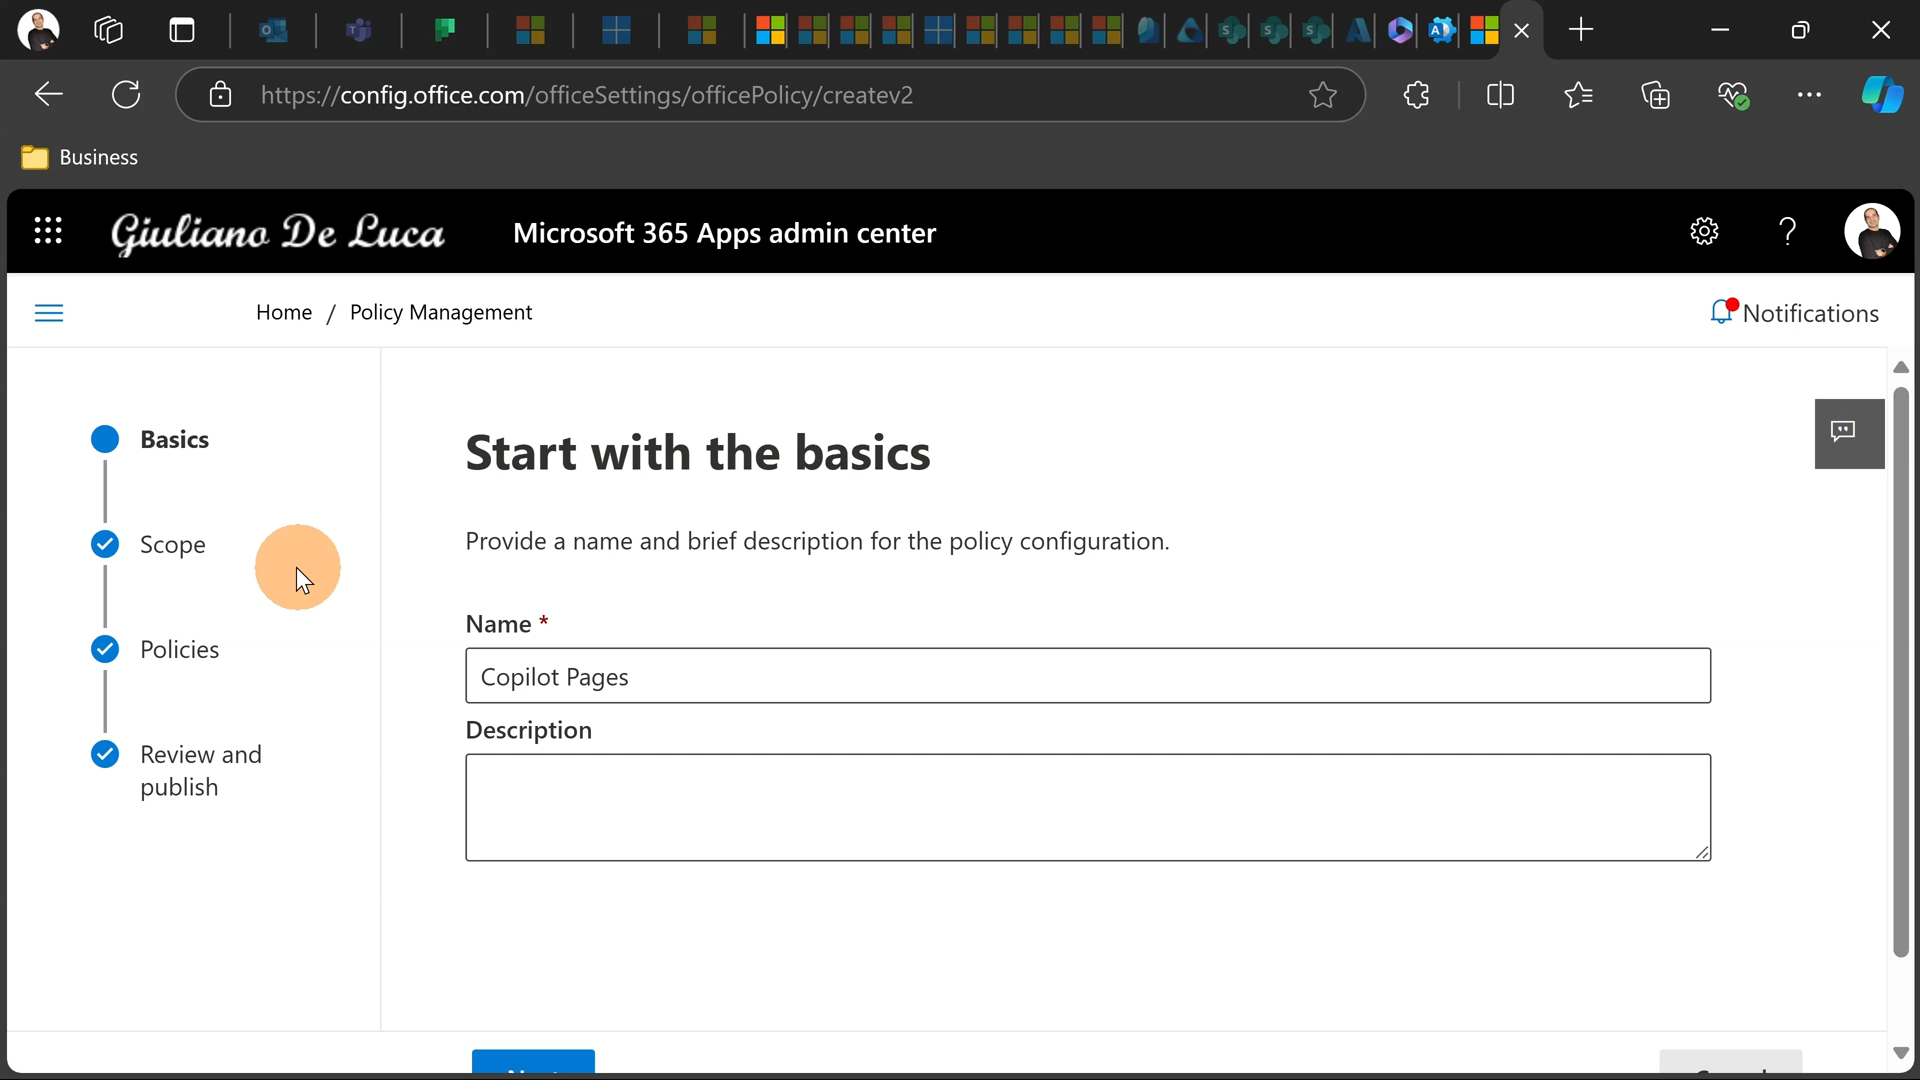 https://config.office.com/officeSettings/officePolicy/createv2
Business
Giuliano De Luca
Microsoft 365 Apps admin center
Home / Policy Management
Notifications
Basics
Scope
Policies
Review and
publish
Start with the basics
Provide a name and brief description for the policy configuration.
Name *
Copilot Pages
Description